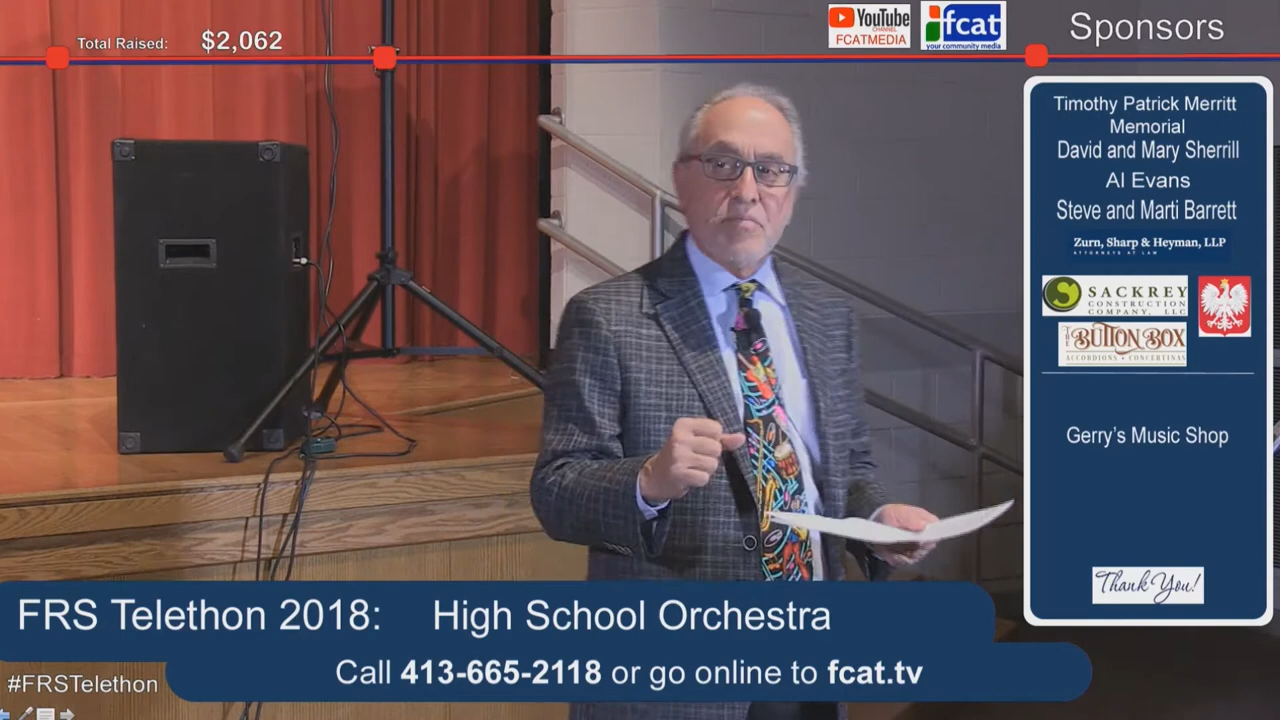 Total Raised: $2,062
YouTube
CHANNEL
FCATMEDIA
fcat
your community media
Sponsors
Timothy Patrick Merritt
Memorial
David and Mary Sherrill
Al Evans
Steve and Marti Barrett
Zurn, Sharp & Heyman, LLP
ATTORNEYS AT LAW
SACKREY
CONSTRUCTION
COMPANY, LLC
THE
BUTTON BOX
ACCORDIONS • CONCERTINAS
Gerry's Music Shop
Thank You!
FRS Telethon 2018: High School Orchestra
Call 413-665-2118 or go online to fcat.tv
#FRSTelethon